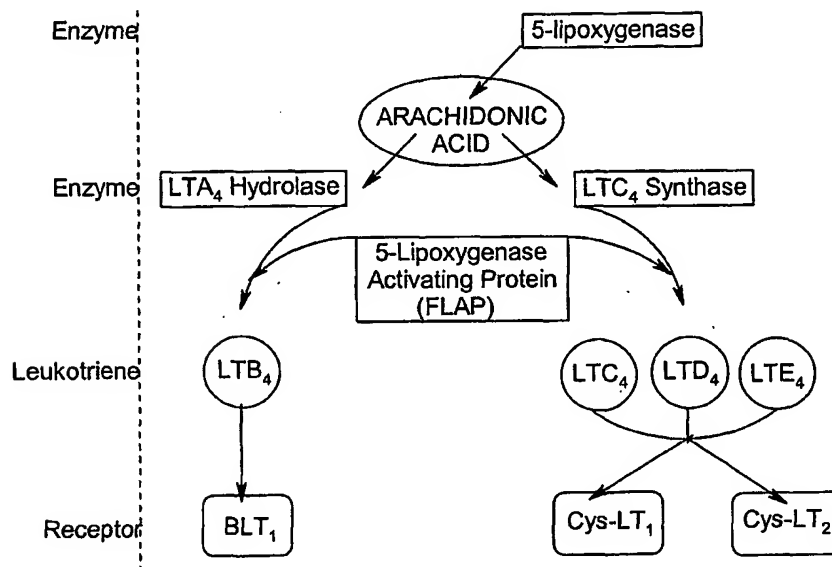 Enzyme
5-lipoxygenase
ARACHIDONIC
ACID
Enzyme
LTA₄ Hydrolase
LTC₄ Synthase
5-Lipoxygenase
Activating Protein
(FLAP)
Leukotriene
LTB₄
LTC₄
LTD₄
LTE₄
Receptor
BLT₁
Cys-LT₁
Cys-LT₂